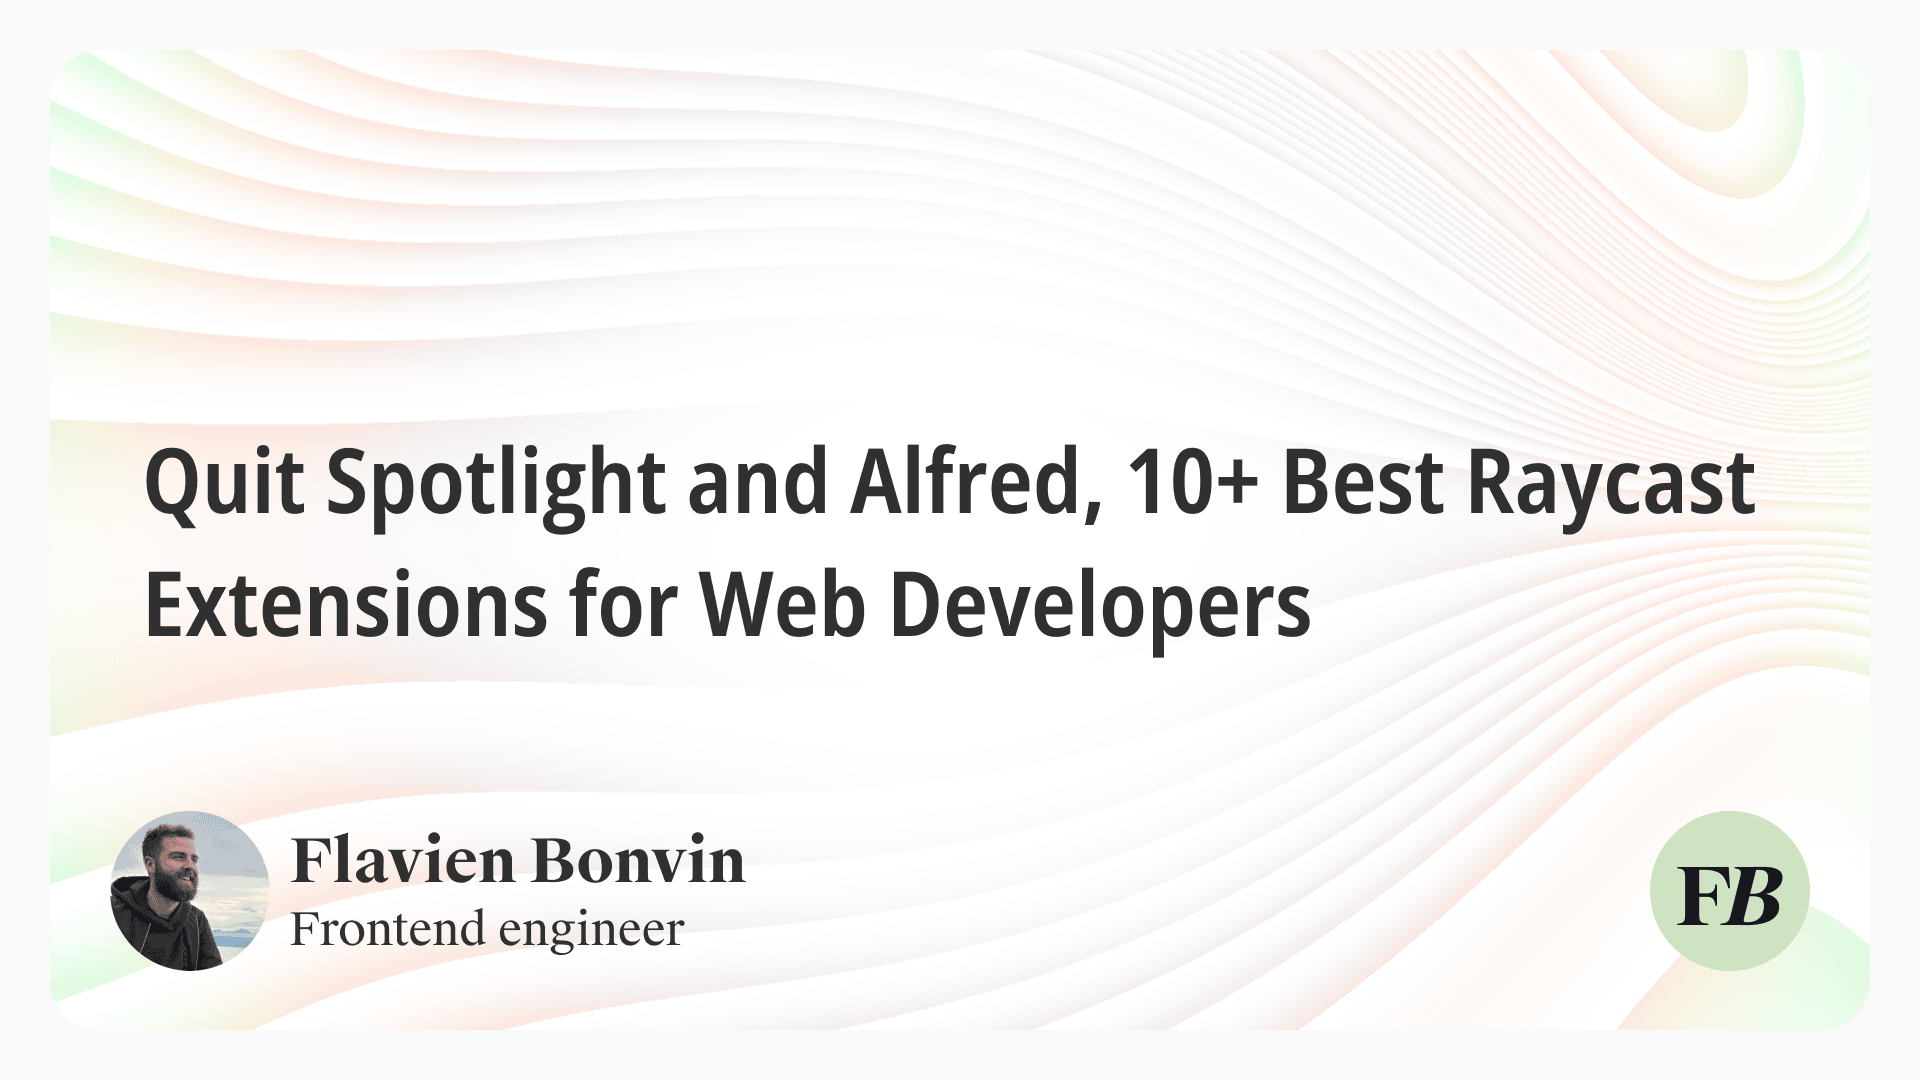 Quit Spotlight and Alfred, 10+ Best Raycast
Extensions for Web Developers
Flavien Bonvin
Frontend engineer
FB